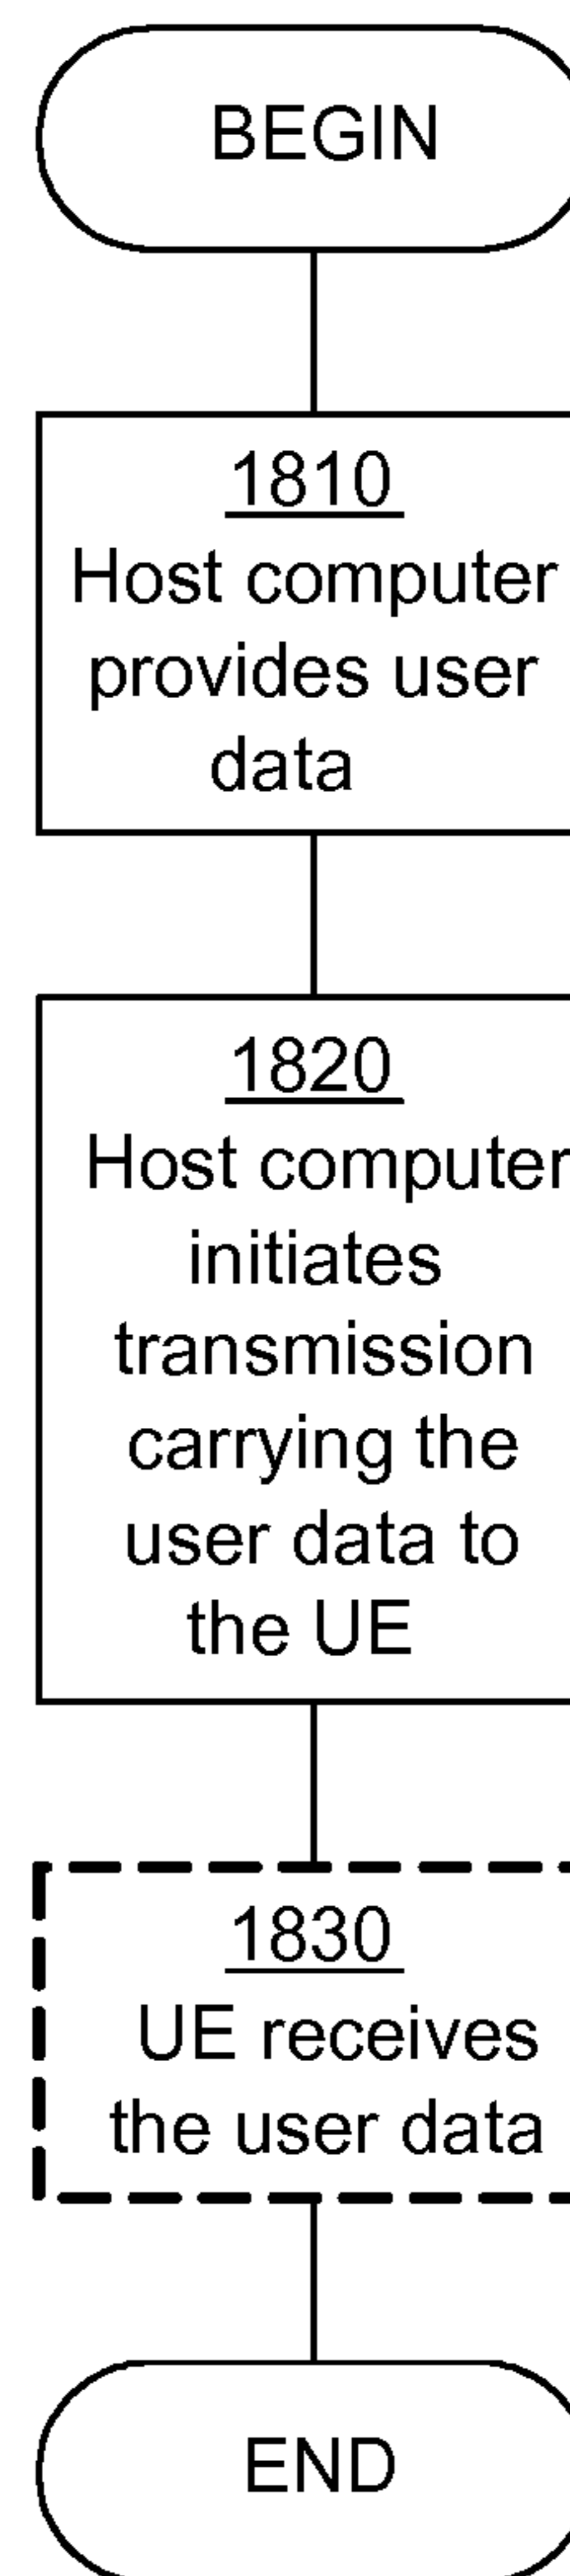 BEGIN
1810
Host computer
provides user
data
1820
Host computer
initiates
transmission
carrying the
user data to
the UE
1830
UE receives
the user data
END